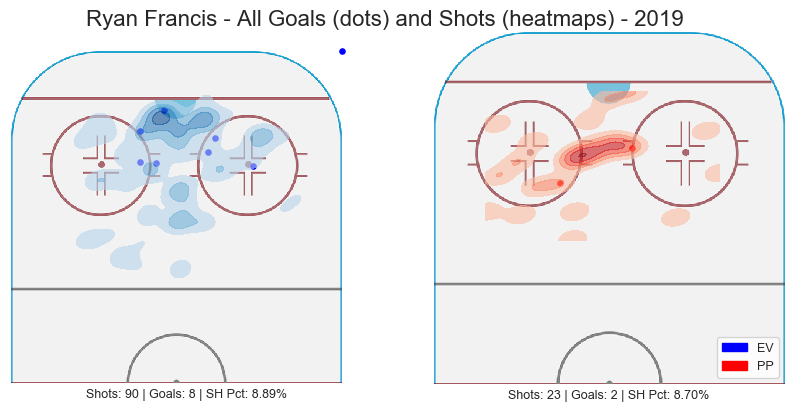 Ryan Francis - All Goals (dots) and Shots (heatmaps) - 2019
EV
PP
Shots: 90 | Goals: 8 | SH Pct: 8.89%
Shots: 23 | Goals: 2 | SH Pct: 8.70%